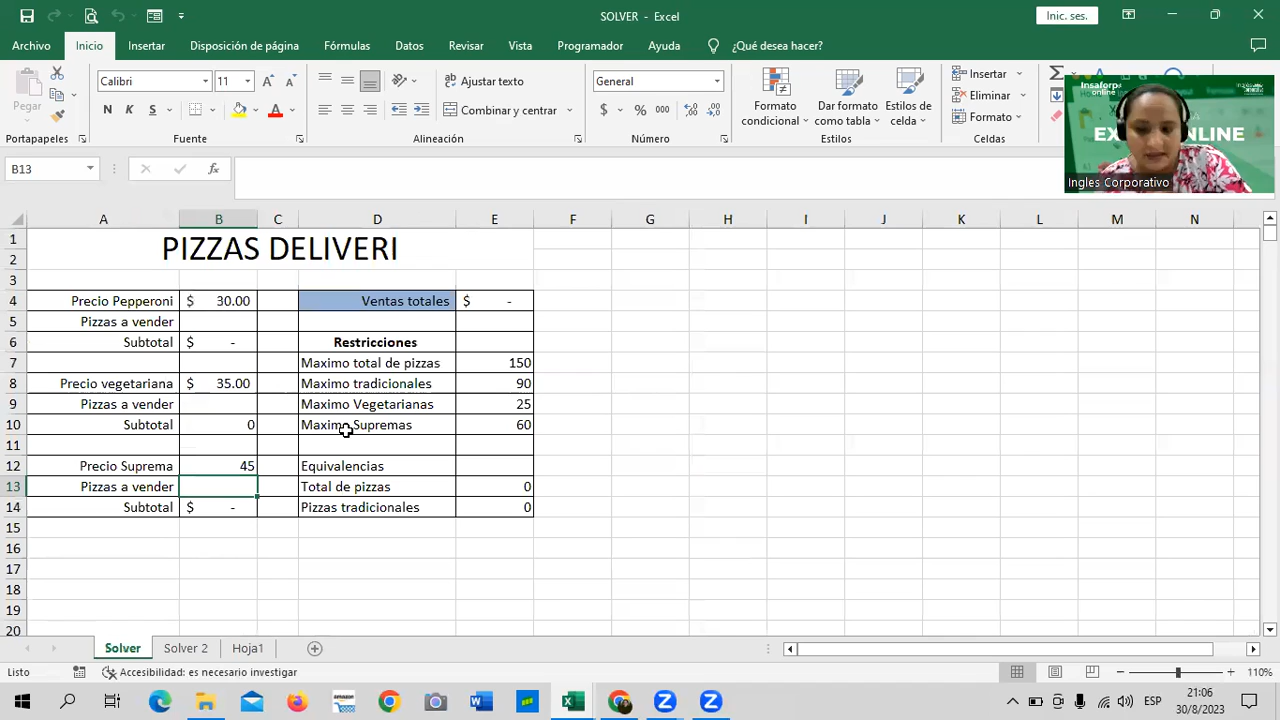 SOLVER - Excel
Inic. ses.
Archivo Inicio Insertar Disposición de página Fórmulas Datos Revisar Vista Programador Ayuda ¿Qué desea hacer?
Pegar
Calibri 11
N K S A
Ajustar texto
Combinar y centrar
General
$ % 000
Formato condicional
Dar formato como tabla
Estilos de celda
Insertar
Eliminar
Formato
Portapapeles Fuente Alineación Número Estilos Celdas
Insaforp online
EX NLINE
Ingles Corporativo
B13 fx
A B C D E F G H I J K L M N
1 PIZZAS DELIVERI
2
3
4 Precio Pepperoni $ 30.00 Ventas totales $ -
5 Pizzas a vender
6 Subtotal $ - Restricciones
7 Maximo total de pizzas 150
8 Precio vegetariana $ 35.00 Maximo tradicionales 90
9 Pizzas a vender Maximo Vegetarianas 25
10 Subtotal 0 Maximo Supremas 60
11
12 Precio Suprema 45 Equivalencias
13 Pizzas a vender Total de pizzas 0
14 Subtotal $ - Pizzas tradicionales 0
15
16
17
18
19
20
Solver Solver 2 Hoja1
Listo Accesibilidad: es necesario investigar 110%
ESP 21:06
30/8/2023